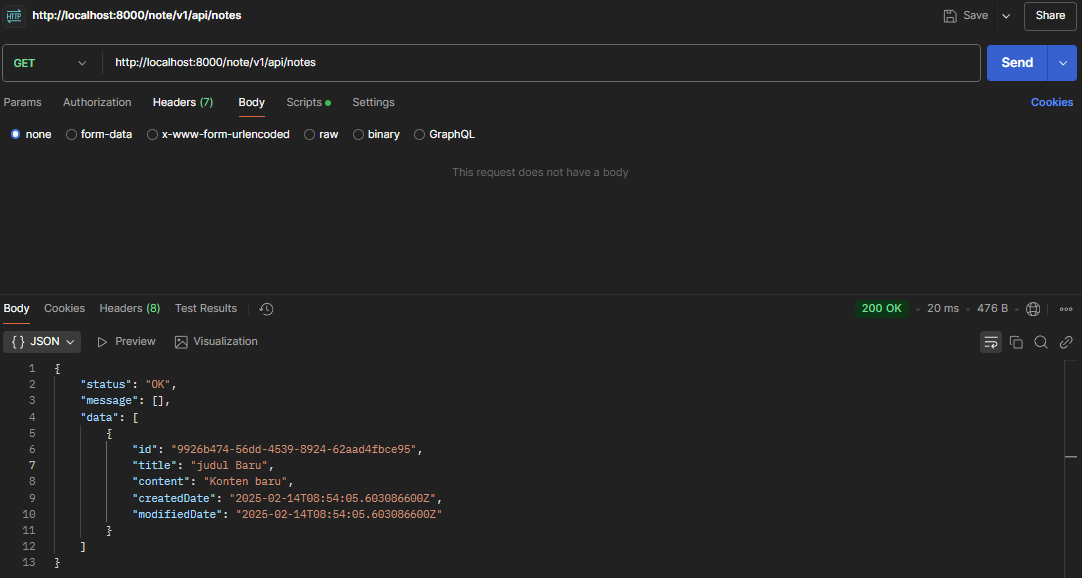 HTTP http://localhost:8000/note/v1/api/notes Save Share
GET http://localhost:8000/note/v1/api/notes Send
Params Authorization Headers (7) Body Scripts Settings Cookies
none form-data x-www-form-urlencoded raw binary GraphQL
This request does not have a body
Body Cookies Headers (8) Test Results 200 OK 20 ms 476 B
{} JSON Preview Visualization
1 {
2 "status": "OK",
3 "message": [],
4 "data": [
5 {
6 "id": "9926b474-56dd-4539-8924-62aad4fbce95",
7 "title": "judul Baru",
8 "content": "Konten baru",
9 "createdDate": "2025-02-14T08:54:05.603086600Z",
10 "modifiedDate": "2025-02-14T08:54:05.603086600Z"
11 }
12 ]
13 }